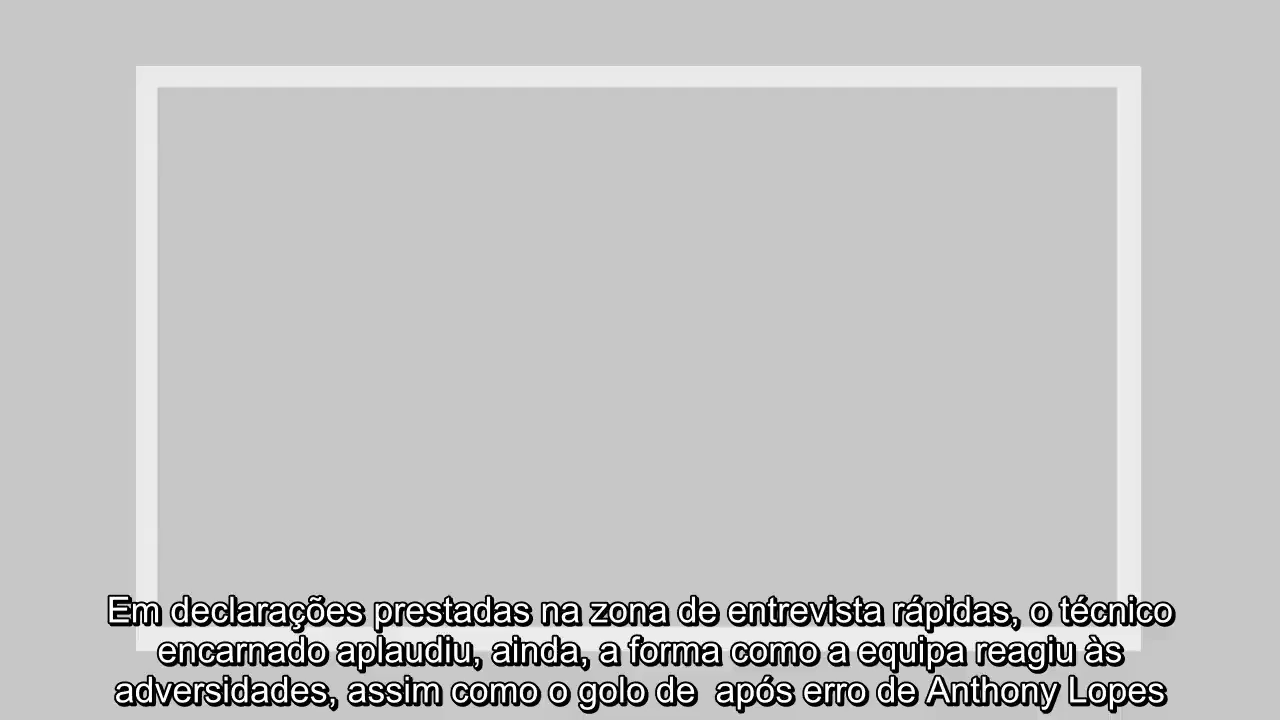 Em declarações prestadas na zona de entrevista rápidas, o técnico
encarnado aplaudiu, ainda, a forma como a equipa reagiu às
adversidades, assim como o golo de  após erro de Anthony Lopes